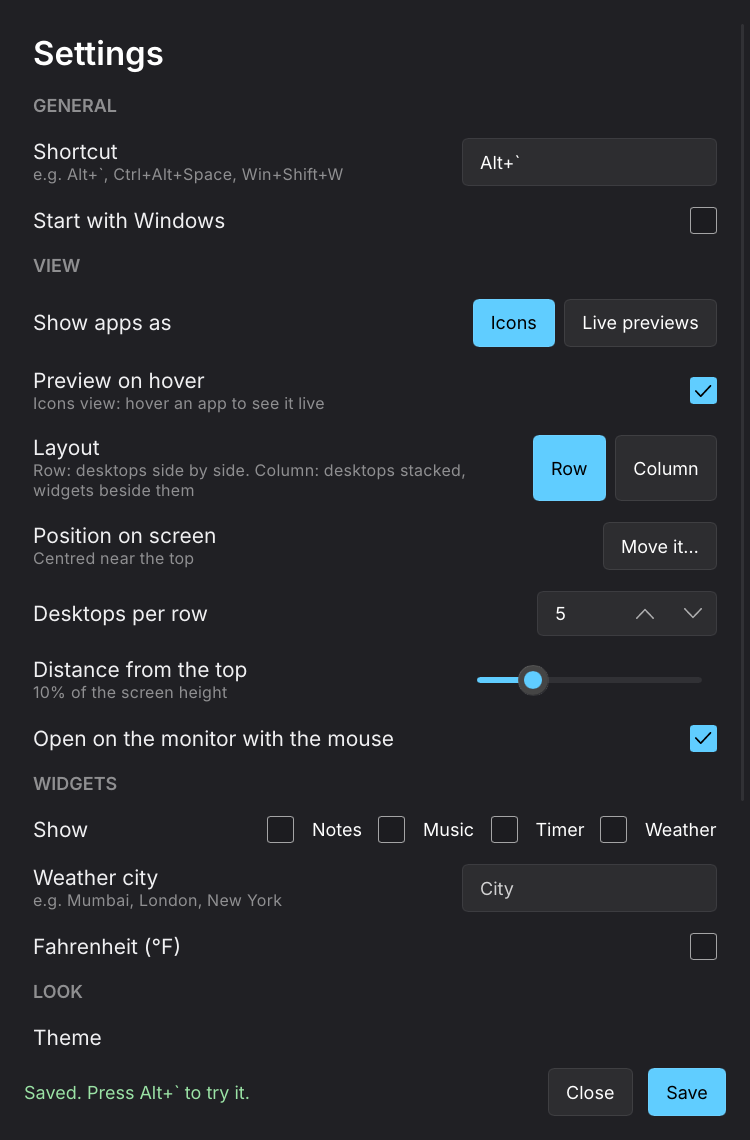 Settings
GENERAL
Shortcut
e.g. Alt+`, Ctrl+Alt+Space, Win+Shift+W
Alt+`
Start with Windows
VIEW
Show apps as
Icons
Live previews
Preview on hover
Icons view: hover an app to see it live
Layout
Row: desktops side by side. Column: desktops stacked,
widgets beside them
Row
Column
Position on screen
Centred near the top
Move it...
Desktops per row
5
Distance from the top
10% of the screen height
Open on the monitor with the mouse
WIDGETS
Show
Notes
Music
Timer
Weather
Weather city
e.g. Mumbai, London, New York
City
Fahrenheit (°F)
LOOK
Theme
Saved. Press Alt+` to try it.
Close
Save